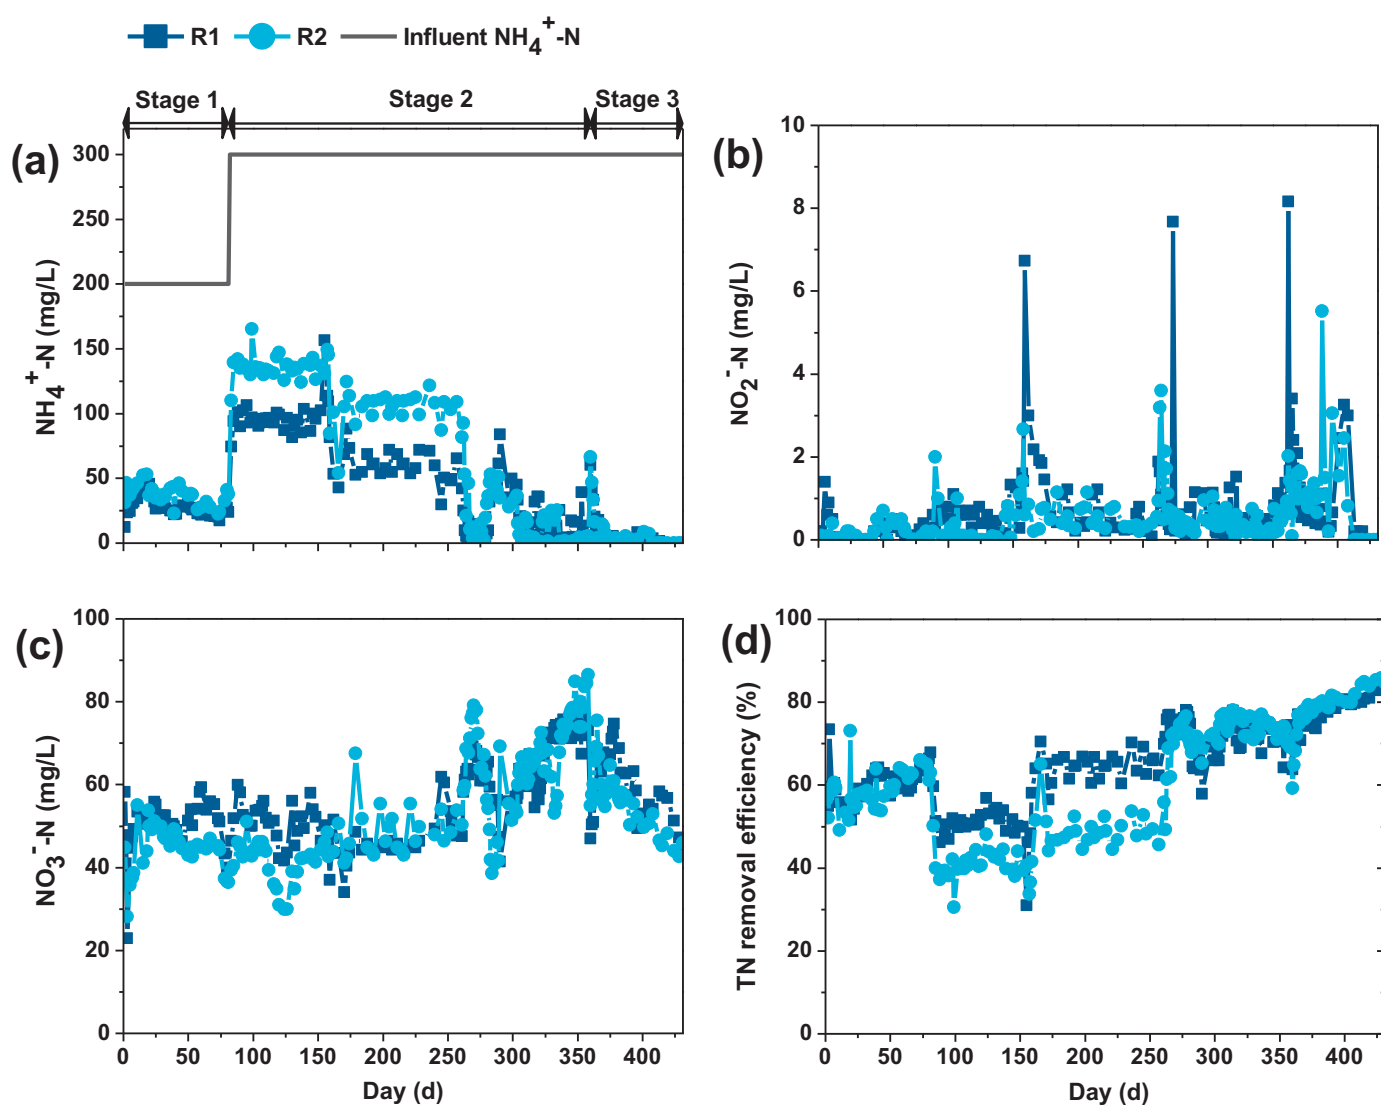 R1 R2 Influent NH4+-N
Stage 1 Stage 2 Stage 3
(a)
300
250
200
150
100
50
0
NH4+-N (mg/L)
(b)
10
8
6
4
2
0
NO2--N (mg/L)
(c)
100
80
60
40
20
0
NO3--N (mg/L)
0 50 100 150 200 250 300 350 400
Day (d)
(d)
100
80
60
40
20
0
TN removal efficiency (%)
0 50 100 150 200 250 300 350 400
Day (d)